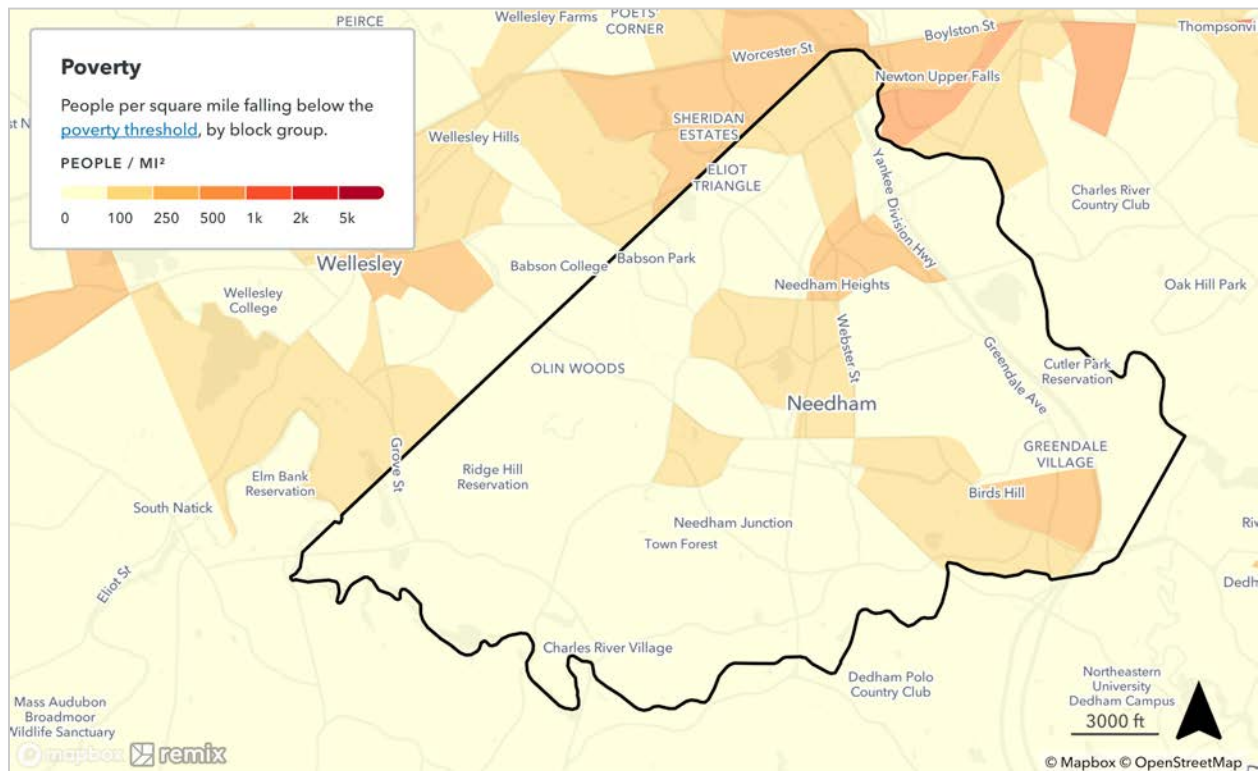 PEIRCE
Wellesley Farms
POETS'
CORNER
Thompsonvi
Boylston St
Worcester St
Poverty
People per square mile falling below the
poverty threshold, by block group.
PEOPLE / MI²
0 100 250 500 1k 2k 5k
Newton Upper Falls
SHERIDAN
ESTATES
Wellesley Hills
ELIOT
TRIANGLE
Yankee Division Hwy
Charles River
Country Club
Wellesley
Babson College
Babson Park
Needham Heights
Oak Hill Park
Wellesley
College
Webster St
OLIN WOODS
Greendale Ave
Cutler Park
Reservation
Needham
Grove St
GREENDALE
VILLAGE
Elm Bank
Reservation
Ridge Hill
Reservation
Birds Hill
South Natick
Needham Junction
Town Forest
Riv
Eliot St
Dedh
Charles River Village
Dedham Polo
Country Club
Northeastern
University
Dedham Campus
Mass Audubon
Broadmoor
Wildlife Sanctuary
3000 ft
mapbox remix
© Mapbox © OpenStreetMap